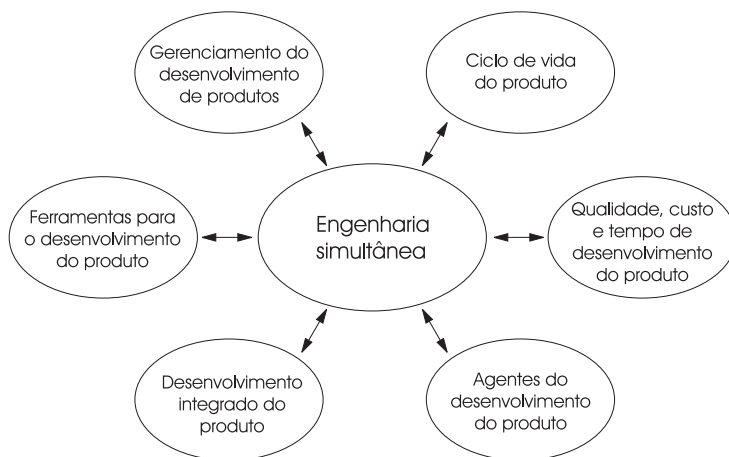 Gerenciamento do
desenvolvimento
de produtos
Ciclo de vida
do produto
Ferramentas para
o desenvolvimento
do produto
Engenharia
simultânea
Qualidade, custo
e tempo de
desenvolvimento
do produto
Desenvolvimento
integrado do
produto
Agentes do
desenvolvimento
do produto